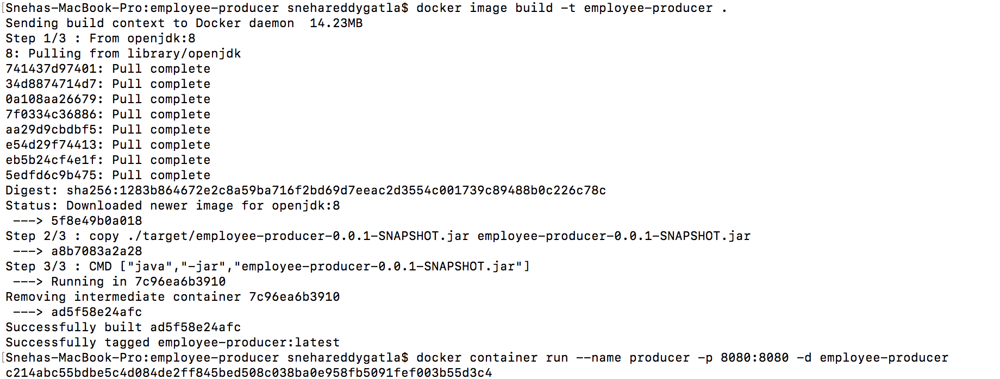 [Snehas-MacBook-Pro:employee-producer snehareddygatla$ docker image build -t employee-producer .
Sending build context to Docker daemon  14.23MB
Step 1/3 : From openjdk:8
8: Pulling from library/openjdk
741437d97401: Pull complete
34d8874714d7: Pull complete
0a108aa26679: Pull complete
7f0334c36886: Pull complete
aa29d9cbdbf5: Pull complete
e54d29f74413: Pull complete
eb5b24cf4e1f: Pull complete
5edfd6c9b475: Pull complete
Digest: sha256:1283b864672e2c8a59ba716f2bd69d7eeac2d3554c001739c89488b0c226c78c
Status: Downloaded newer image for openjdk:8
 ---> 5f8e49b0a018
Step 2/3 : copy ./target/employee-producer-0.0.1-SNAPSHOT.jar employee-producer-0.0.1-SNAPSHOT.jar
 ---> a8b7083a2a28
Step 3/3 : CMD ["java","-jar","employee-producer-0.0.1-SNAPSHOT.jar"]
 ---> Running in 7c96ea6b3910
Removing intermediate container 7c96ea6b3910
 ---> ad5f58e24afc
Successfully built ad5f58e24afc
Successfully tagged employee-producer:latest
[Snehas-MacBook-Pro:employee-producer snehareddygatla$ docker container run --name producer -p 8080:8080 -d employee-producer
c214abc55bdbe5c4d084de2ff845bed508c038ba0e958fb5091fef003b55d3c4